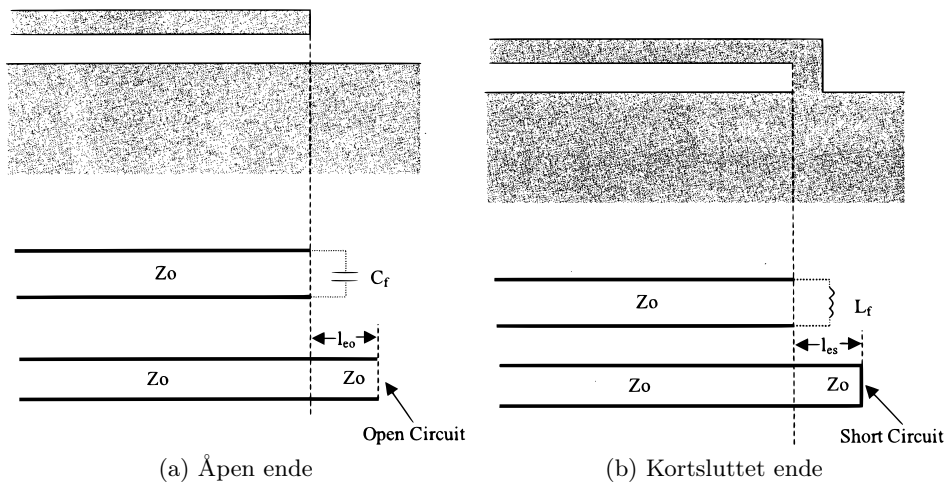 Zo
C_f
l_eo
Zo
Zo
Open Circuit
(a) Åpen ende
Zo
L_f
l_es
Zo
Zo
Short Circuit
(b) Kortsluttet ende